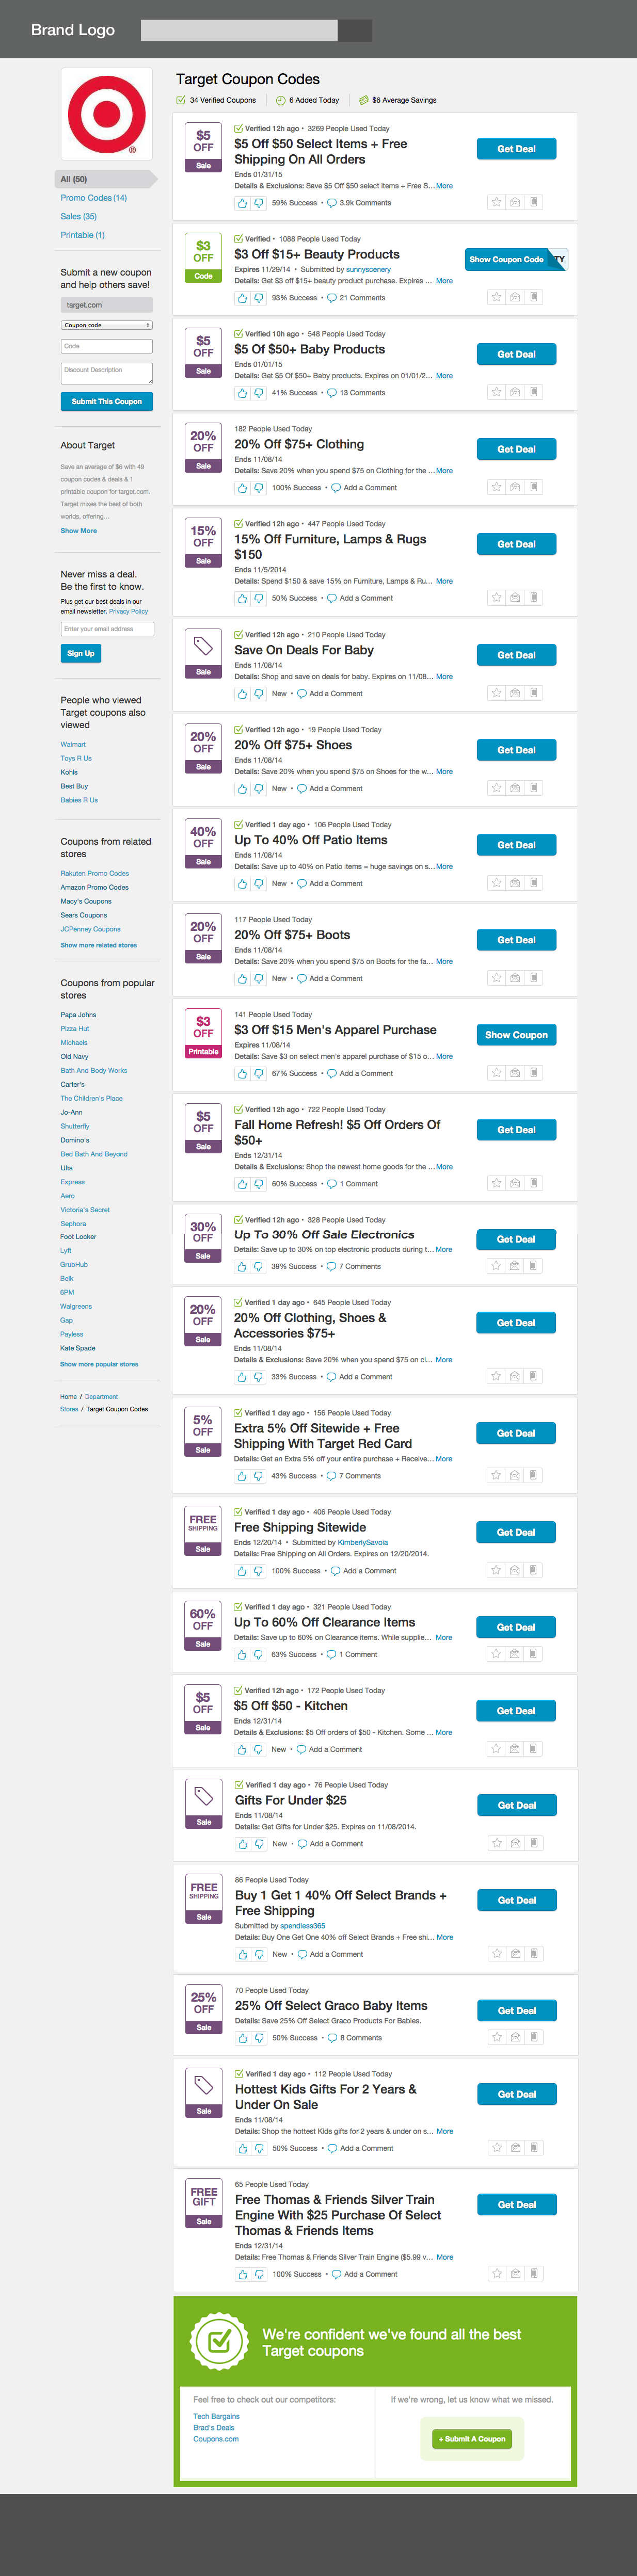 Brand Logo
Target Coupon Codes
34 Verified Coupons
6 Added Today
$6 Average Savings
All (50)
Promo Codes (14)
Sales (35)
Printable (1)
Submit a new coupon
and help others save!
target.com
Coupon code
Code
Discount Description
Submit This Coupon
About Target
Save an average of $6 with 49
coupon codes & deals & 1
printable coupon for target.com.
Target mixes the best of both
worlds, offering...
Show More
Never miss a deal.
Be the first to know.
Plus get our best deals in our
email newsletter. Privacy Policy
Enter your email address
Sign Up
People who viewed
Target coupons also
viewed
Walmart
Toys R Us
Kohls
Best Buy
Babies R Us
Coupons from related
stores
Rakuten Promo Codes
Amazon Promo Codes
Macy's Coupons
Sears Coupons
JCPenney Coupons
Show more related stores
Coupons from popular
stores
Papa Johns
Pizza Hut
Michaels
Old Navy
Bath And Body Works
Carter's
The Children's Place
Jo-Ann
Shutterfly
Domino's
Bed Bath And Beyond
Ulta
Express
Aero
Victoria's Secret
Sephora
Foot Locker
Lyft
GrubHub
Belk
6PM
Walgreens
Gap
Payless
Kate Spade
Show more popular stores
Home / Department
Stores / Target Coupon Codes
$5
OFF
Sale
Verified 12h ago • 3269 People Used Today
$5 Off $50 Select Items + Free
Shipping On All Orders
Ends 01/31/15
Details & Exclusions: Save $5 Off $50 select items + Free S... More
59% Success • 3.9k Comments
Get Deal
$3
OFF
Code
Verified • 1088 People Used Today
$3 Off $15+ Beauty Products
Expires 11/29/14 • Submitted by sunnyscenery
Details: Get $3 off $15+ beauty product purchase. Expires ... More
93% Success • 21 Comments
Show Coupon Code TY
$5
OFF
Sale
Verified 10h ago • 548 People Used Today
$5 Of $50+ Baby Products
Ends 01/01/15
Details: Get $5 Of $50+ Baby products. Expires on 01/01/2... More
41% Success • 13 Comments
Get Deal
20%
OFF
Sale
182 People Used Today
20% Off $75+ Clothing
Ends 11/08/14
Details: Save 20% when you spend $75 on Clothing for the ... More
100% Success • Add a Comment
Get Deal
15%
OFF
Sale
Verified 12h ago • 447 People Used Today
15% Off Furniture, Lamps & Rugs
$150
Ends 11/5/2014
Details: Spend $150 & save 15% on Furniture, Lamps & Ru... More
50% Success • Add a Comment
Get Deal
Sale
Verified 12h ago • 210 People Used Today
Save On Deals For Baby
Ends 11/08/14
Details: Shop and save on deals for baby. Expires on 11/08... More
New • Add a Comment
Get Deal
20%
OFF
Sale
Verified 12h ago • 19 People Used Today
20% Off $75+ Shoes
Ends 11/08/14
Details: Save 20% when you spend $75 on Shoes for the w... More
New • Add a Comment
Get Deal
40%
OFF
Sale
Verified 1 day ago • 106 People Used Today
Up To 40% Off Patio Items
Ends 11/08/14
Details: Save up to 40% on Patio items = huge savings on s... More
New • Add a Comment
Get Deal
20%
OFF
Sale
117 People Used Today
20% Off $75+ Boots
Ends 11/08/14
Details: Save 20% when you spend $75 on Boots for the fa... More
New • Add a Comment
Get Deal
$3
OFF
Printable
141 People Used Today
$3 Off $15 Men's Apparel Purchase
Expires 11/08/14
Details: Save $3 on select men's apparel purchase of $15 o... More
67% Success • Add a Comment
Show Coupon
$5
OFF
Sale
Verified 12h ago • 722 People Used Today
Fall Home Refresh! $5 Off Orders Of
$50+
Ends 12/31/14
Details & Exclusions: Shop the newest home goods for the ... More
60% Success • 1 Comment
Get Deal
30%
OFF
Sale
Verified 12h ago • 328 People Used Today
Up To 30% Off Sale Electronics
Details: Save up to 30% on top electronic products during t... More
39% Success • 7 Comments
Get Deal
20%
OFF
Sale
Verified 1 day ago • 645 People Used Today
20% Off Clothing, Shoes &
Accessories $75+
Ends 11/08/14
Details & Exclusions: Save 20% when you spend $75 on cl... More
33% Success • Add a Comment
Get Deal
5%
OFF
Sale
Verified 1 day ago • 156 People Used Today
Extra 5% Off Sitewide + Free
Shipping With Target Red Card
Details: Get an Extra 5% off your entire purchase + Receive... More
43% Success • 7 Comments
Get Deal
FREE
SHIPPING
Sale
Verified 1 day ago • 406 People Used Today
Free Shipping Sitewide
Ends 12/20/14 • Submitted by KimberlySavoia
Details: Free Shipping on All Orders. Expires on 12/20/2014.
100% Success • Add a Comment
Get Deal
60%
OFF
Sale
Verified 1 day ago • 321 People Used Today
Up To 60% Off Clearance Items
Details: Save up to 60% on Clearance items. While supplie... More
63% Success • 1 Comment
Get Deal
$5
OFF
Sale
Verified 12h ago • 172 People Used Today
$5 Off $50 - Kitchen
Ends 12/31/14
Details & Exclusions: $5 Off orders of $50 - Kitchen. Some ... More
New • Add a Comment
Get Deal
Sale
Verified 1 day ago • 76 People Used Today
Gifts For Under $25
Ends 11/08/14
Details: Get Gifts for Under $25. Expires on 11/08/2014.
New • Add a Comment
Get Deal
FREE
SHIPPING
Sale
86 People Used Today
Buy 1 Get 1 40% Off Select Brands +
Free Shipping
Submitted by spendless365
Details: Buy One Get One 40% off Select Brands + Free shi... More
New • Add a Comment
Get Deal
25%
OFF
Sale
70 People Used Today
25% Off Select Graco Baby Items
Details: Save 25% Off Select Graco Products For Babies.
50% Success • 8 Comments
Get Deal
Sale
Verified 1 day ago • 112 People Used Today
Hottest Kids Gifts For 2 Years &
Under On Sale
Ends 11/08/14
Details: Shop the hottest Kids gifts for 2 years & under on s... More
50% Success • Add a Comment
Get Deal
FREE
GIFT
Sale
65 People Used Today
Free Thomas & Friends Silver Train
Engine With $25 Purchase Of Select
Thomas & Friends Items
Ends 12/31/14
Details: Free Thomas & Friends Silver Train Engine ($5.99 v... More
100% Success • Add a Comment
Get Deal
We're confident we've found all the best
Target coupons
Feel free to check out our competitors:
Tech Bargains
Brad's Deals
Coupons.com
If we're wrong, let us know what we missed.
+ Submit A Coupon